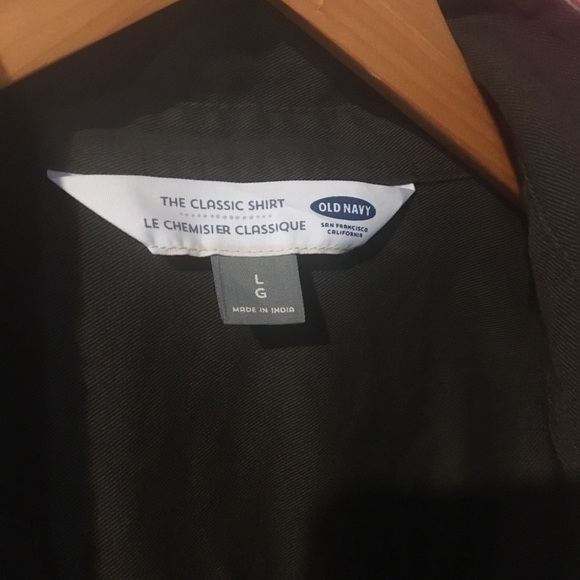 THE CLASSIC SHIRT
LE CHEMISIER CLASSIQUE
OLD NAVY
SAN FRANCISCO
CALIFORNIA
L
G
MADE IN INDIA